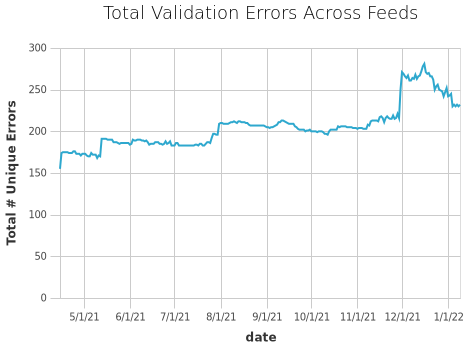 Total Validation Errors Across Feeds
300
250
200
150
100
50
0
Total # Unique Errors
5/1/21 6/1/21 7/1/21 8/1/21 9/1/21 10/1/21 11/1/21 12/1/21 1/1/22
date